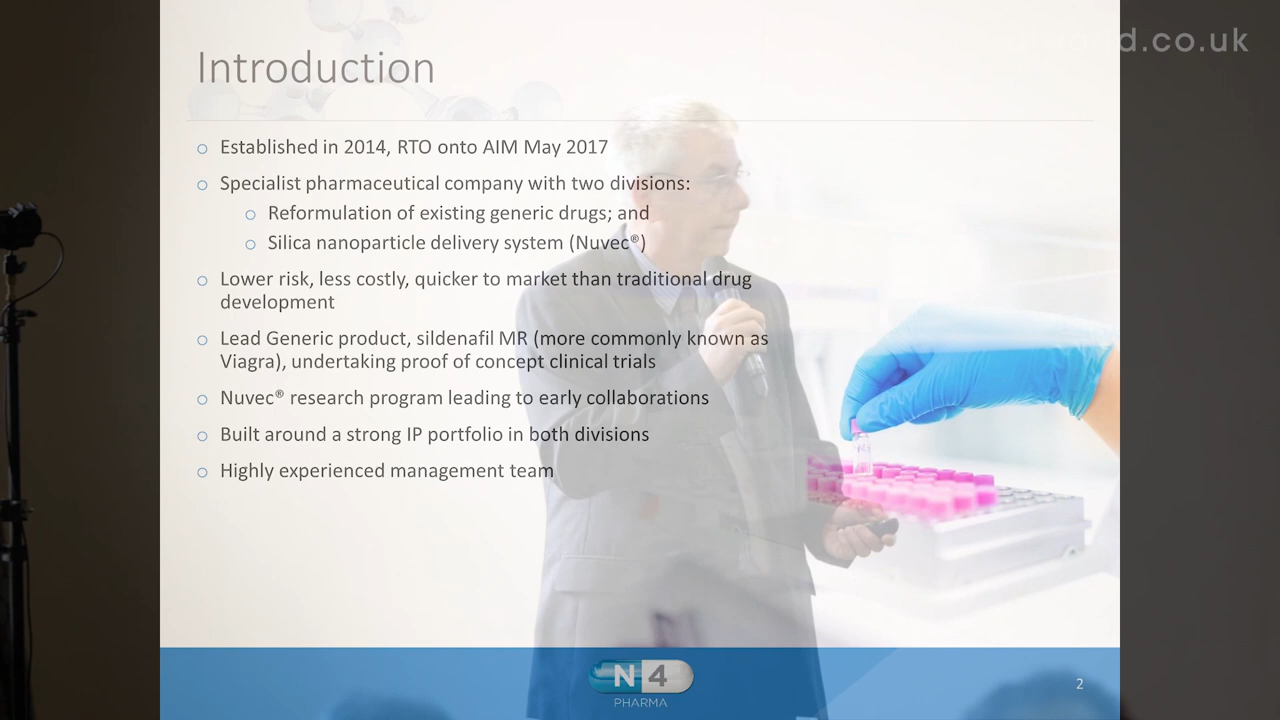 d.co.uk
Introduction
Established in 2014, RTO onto AIM May 2017
Specialist pharmaceutical company with two divisions:
Reformulation of existing generic drugs; and
Silica nanoparticle delivery system (Nuvec®)
Lower risk, less costly, quicker to market than traditional drug
development
Lead Generic product, sildenafil MR (more commonly known as
Viagra), undertaking proof of concept clinical trials
Nuvec® research program leading to early collaborations
Built around a strong IP portfolio in both divisions
Highly experienced management team
N4
PHARMA
2